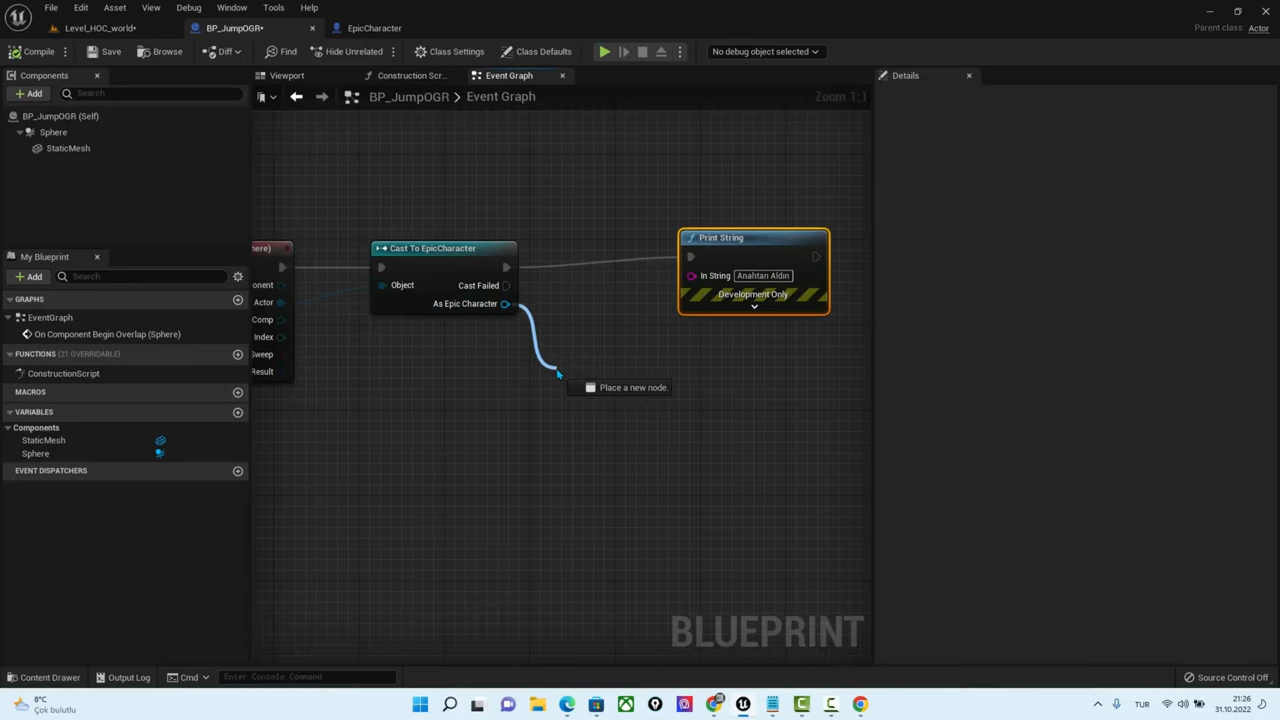 File Edit Asset View Debug Window Tools Help
Level_HOC_world*
BP_JumpOGR*
EpicCharacter
Parent class: Actor
Compile Save Browse Diff Find Hide Unrelated Class Settings Class Defaults No debug object selected
Components
Viewport
Construction Scr...
Event Graph
Details
Add
Search
BP_JumpOGR > Event Graph
Zoom 1:1
BP_JumpOGR (Self)
Sphere
StaticMesh
My Blueprint
Add
Search
GRAPHS
EventGraph
On Component Begin Overlap (Sphere)
FUNCTIONS (21 OVERRIDABLE)
ConstructionScript
MACROS
VARIABLES
Components
StaticMesh
Sphere
EVENT DISPATCHERS
here)
onent
Actor
Comp
Index
Sweep
Result
Cast To EpicCharacter
Object
Cast Failed
As Epic Character
Print String
In String Anahtan Aldın
Development Only
Place a new node.
BLUEPRINT
Content Drawer Output Log Cmd Enter Console Command
Source Control Off
8°C
Çok bulutlu
TUR
21:26
31.10.2022